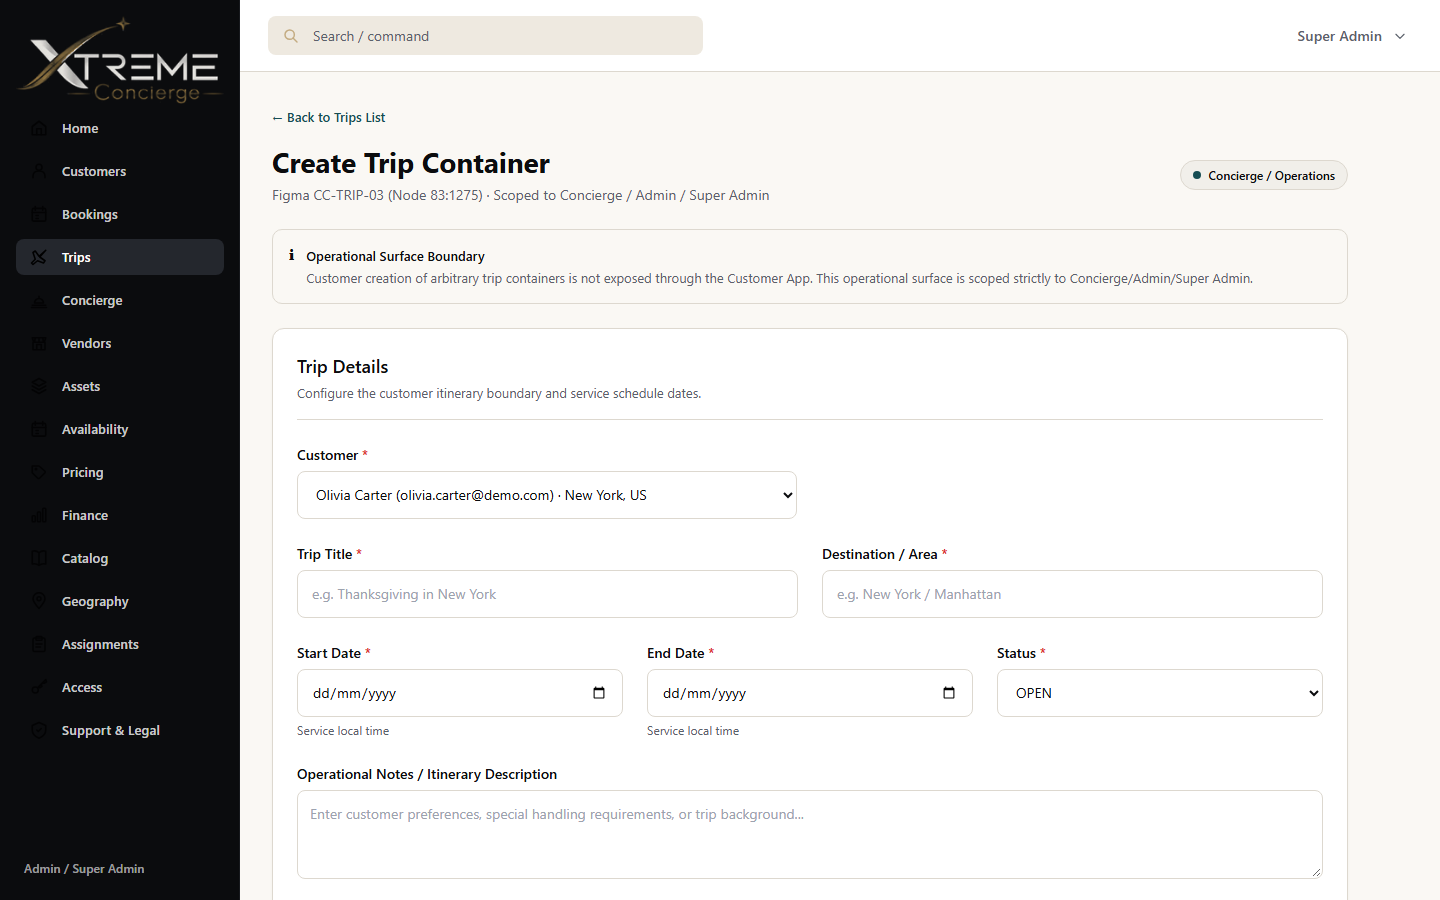 XTREME
Concierge
Home
Customers
Bookings
Trips
Concierge
Vendors
Assets
Availability
Pricing
Finance
Catalog
Geography
Assignments
Access
Support & Legal
Admin / Super Admin
Search / command
Super Admin
← Back to Trips List
Create Trip Container
Figma CC-TRIP-03 (Node 83:1275) · Scoped to Concierge / Admin / Super Admin
Concierge / Operations
ℹ Operational Surface Boundary
Customer creation of arbitrary trip containers is not exposed through the Customer App. This operational surface is scoped strictly to Concierge/Admin/Super Admin.
Trip Details
Configure the customer itinerary boundary and service schedule dates.
Customer *
Olivia Carter (olivia.carter@demo.com) · New York, US
Trip Title *
Destination / Area *
e.g. Thanksgiving in New York
e.g. New York / Manhattan
Start Date *
End Date *
Status *
dd/mm/yyyy
dd/mm/yyyy
OPEN
Service local time
Service local time
Operational Notes / Itinerary Description
Enter customer preferences, special handling requirements, or trip background...